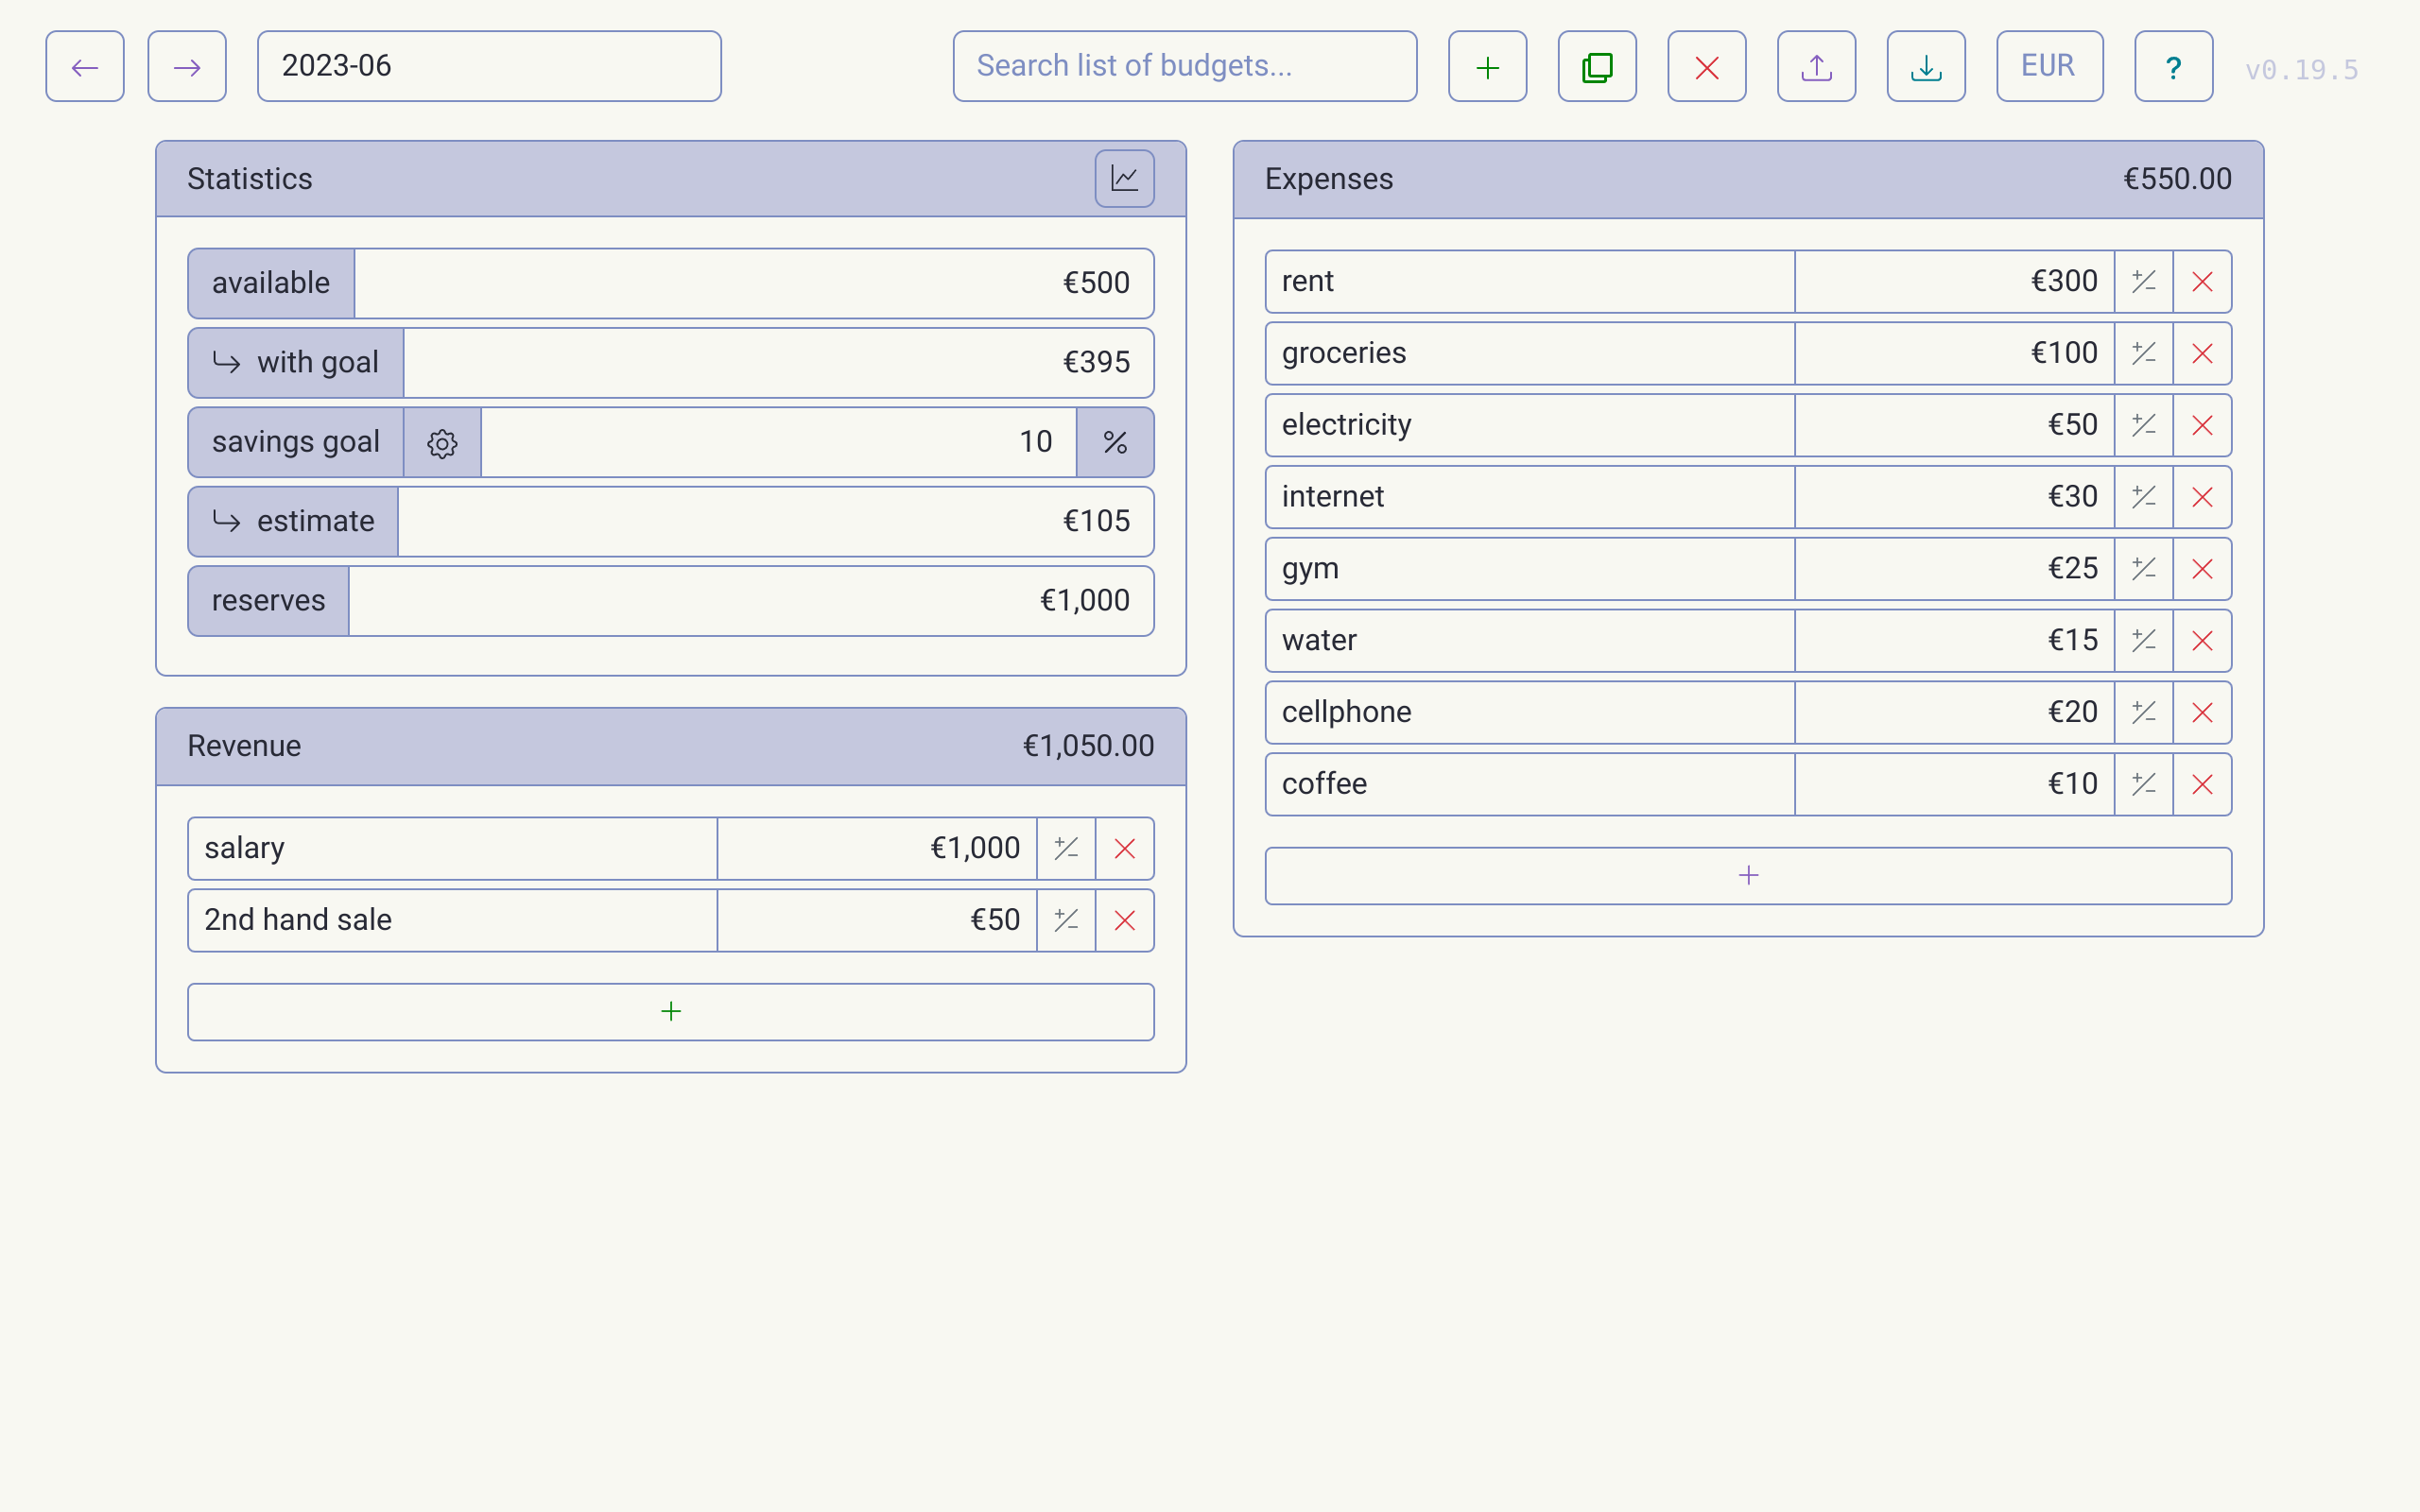 2023-06
Search list of budgets...
EUR
?
v0.19.5
Statistics
available €500
with goal €395
savings goal 10 %
estimate €105
reserves €1,000
Revenue €1,050.00
salary €1,000
2nd hand sale €50
+
Expenses €550.00
rent €300
groceries €100
electricity €50
internet €30
gym €25
water €15
cellphone €20
coffee €10
+